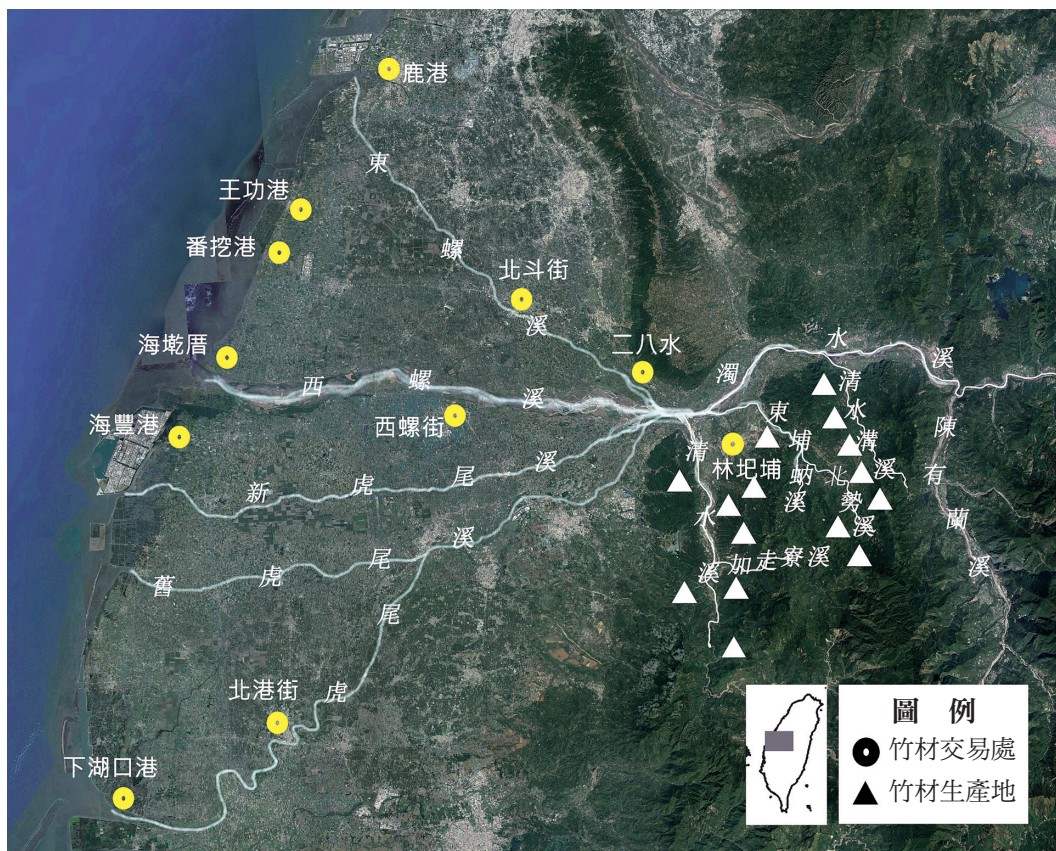 鹿港
東螺溪
王功港
番挖港
北斗街
海墘厝
二八水
濁水溪
西螺溪
清水溝溪
海豐港
西螺街
東埔蚋溪
陳有蘭溪
林圯埔
清水溪
北勢溪
新虎尾溪
加走寮溪
舊虎尾溪
虎尾溪
北港街
下湖口港
圖 例
竹材交易處
竹材生產地